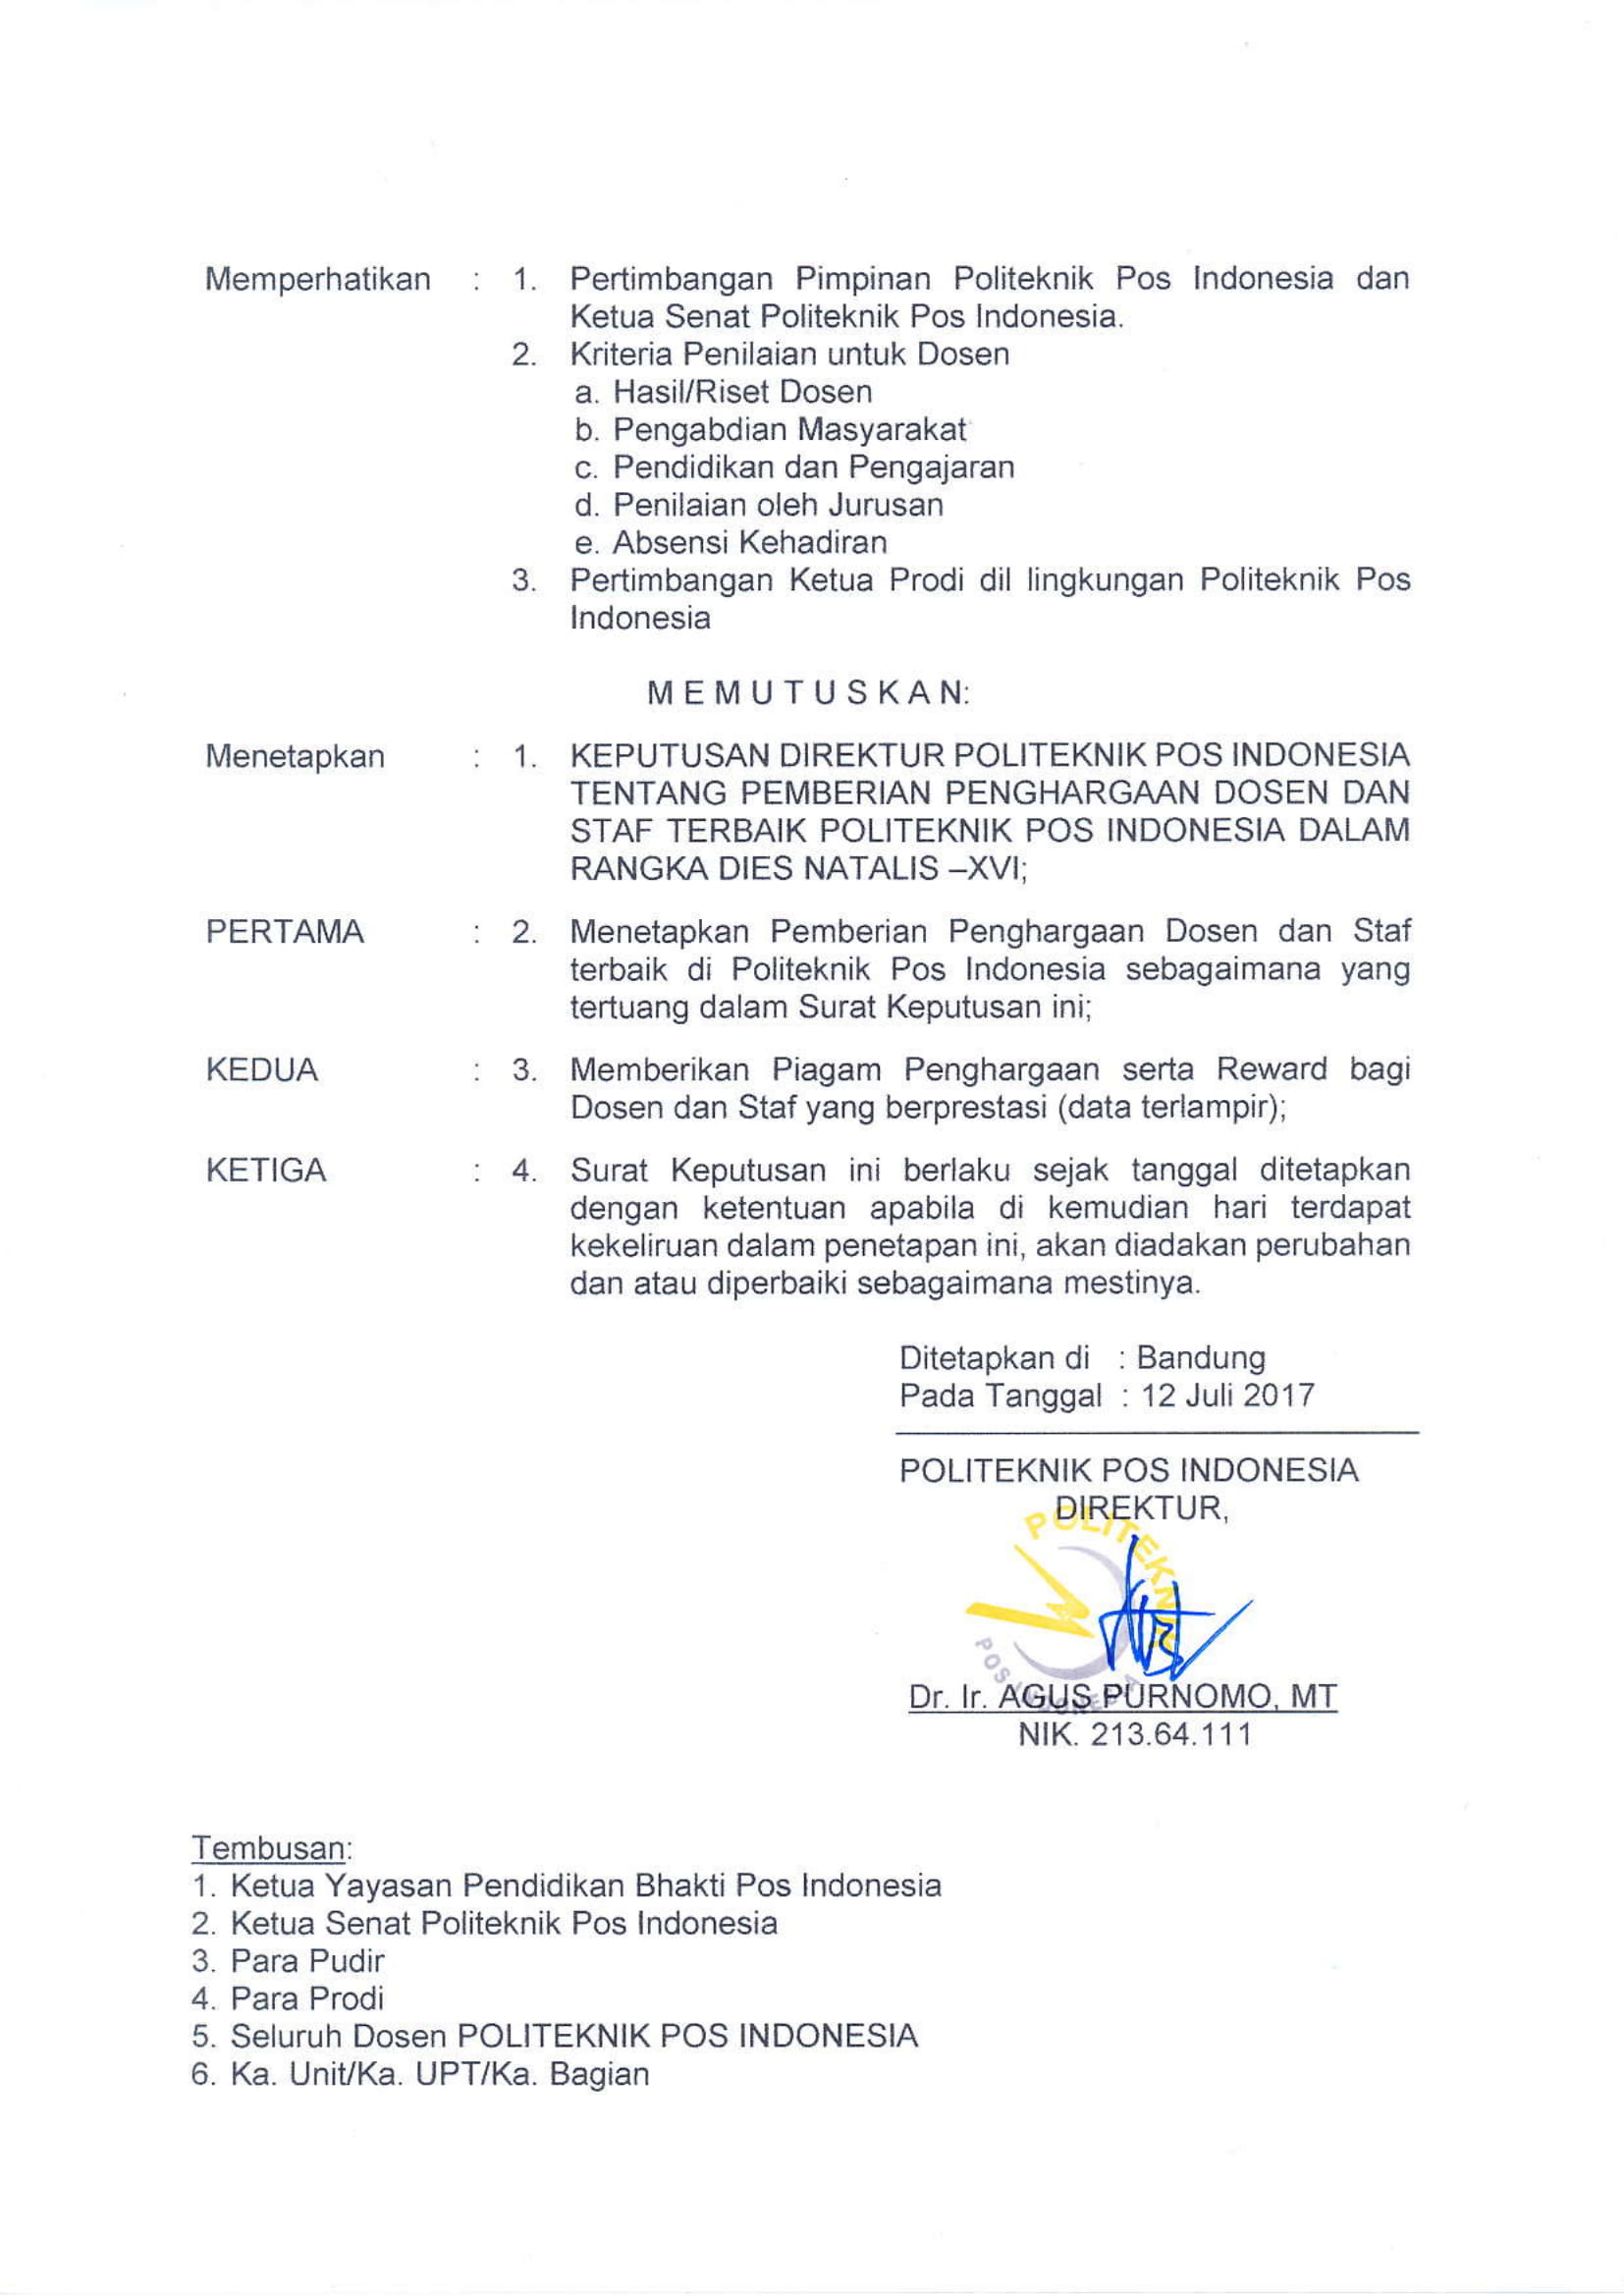 Memperhatikan : 1. Pertimbangan Pimpinan Politeknik Pos Indonesia dan
Ketua Senat Politeknik Pos Indonesia.
2. Kriteria Penilaian untuk Dosen
a. Hasil/Riset Dosen
b. Pengabdian Masyarakat
c. Pendidikan dan Pengajaran
d. Penilaian oleh Jurusan
e. Absensi Kehadiran
3. Pertimbangan Ketua Prodi dil lingkungan Politeknik Pos
Indonesia
M E M U T U S K A N:
Menetapkan : 1. KEPUTUSAN DIREKTUR POLITEKNIK POS INDONESIA
TENTANG PEMBERIAN PENGHARGAAN DOSEN DAN
STAF TERBAIK POLITEKNIK POS INDONESIA DALAM
RANGKA DIES NATALIS –XVI;
PERTAMA : 2. Menetapkan Pemberian Penghargaan Dosen dan Staf
terbaik di Politeknik Pos Indonesia sebagaimana yang
tertuang dalam Surat Keputusan ini;
KEDUA : 3. Memberikan Piagam Penghargaan serta Reward bagi
Dosen dan Staf yang berprestasi (data terlampir);
KETIGA : 4. Surat Keputusan ini berlaku sejak tanggal ditetapkan
dengan ketentuan apabila di kemudian hari terdapat
kekeliruan dalam penetapan ini, akan diadakan perubahan
dan atau diperbaiki sebagaimana mestinya.
Ditetapkan di : Bandung
Pada Tanggal : 12 Juli 2017
POLITEKNIK POS INDONESIA
DIREKTUR,
POLITEKNIK
POS INDONESIA
Dr. Ir. AGUS PURNOMO, MT
NIK. 213.64.111
Tembusan:
1. Ketua Yayasan Pendidikan Bhakti Pos Indonesia
2. Ketua Senat Politeknik Pos Indonesia
3. Para Pudir
4. Para Prodi
5. Seluruh Dosen POLITEKNIK POS INDONESIA
6. Ka. Unit/Ka. UPT/Ka. Bagian